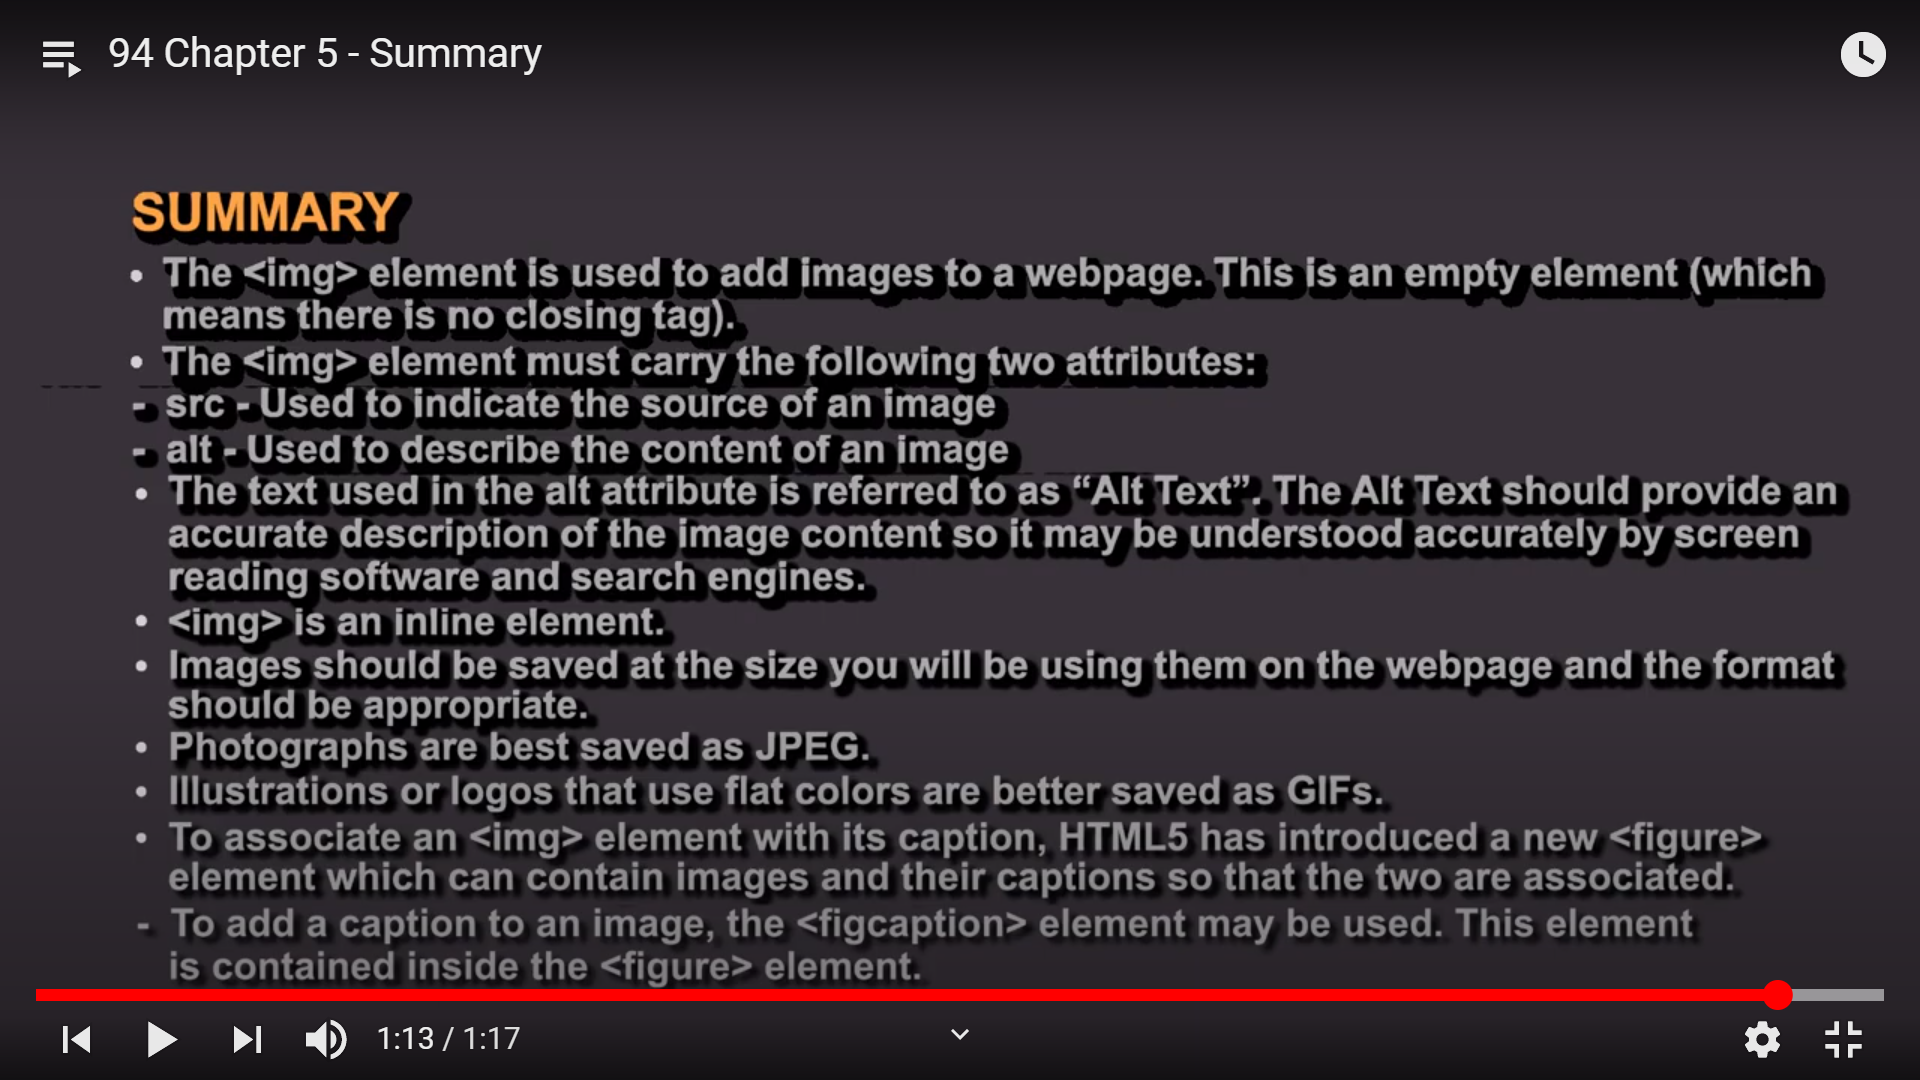 94 Chapter 5 - Summary
SUMMARY
• The <img> element is used to add images to a webpage. This is an empty element (which
means there is no closing tag).
• The <img> element must carry the following two attributes:
- src - Used to indicate the source of an image
- alt - Used to describe the content of an image
• The text used in the alt attribute is referred to as “Alt Text”. The Alt Text should provide an
accurate description of the image content so it may be understood accurately by screen
reading software and search engines.
• <img> is an inline element.
• Images should be saved at the size you will be using them on the webpage and the format
should be appropriate.
• Photographs are best saved as JPEG.
• Illustrations or logos that use flat colors are better saved as GIFs.
• To associate an <img> element with its caption, HTML5 has introduced a new <figure>
element which can contain images and their captions so that the two are associated.
- To add a caption to an image, the <figcaption> element may be used. This element
is contained inside the <figure> element.
1:13 / 1:17